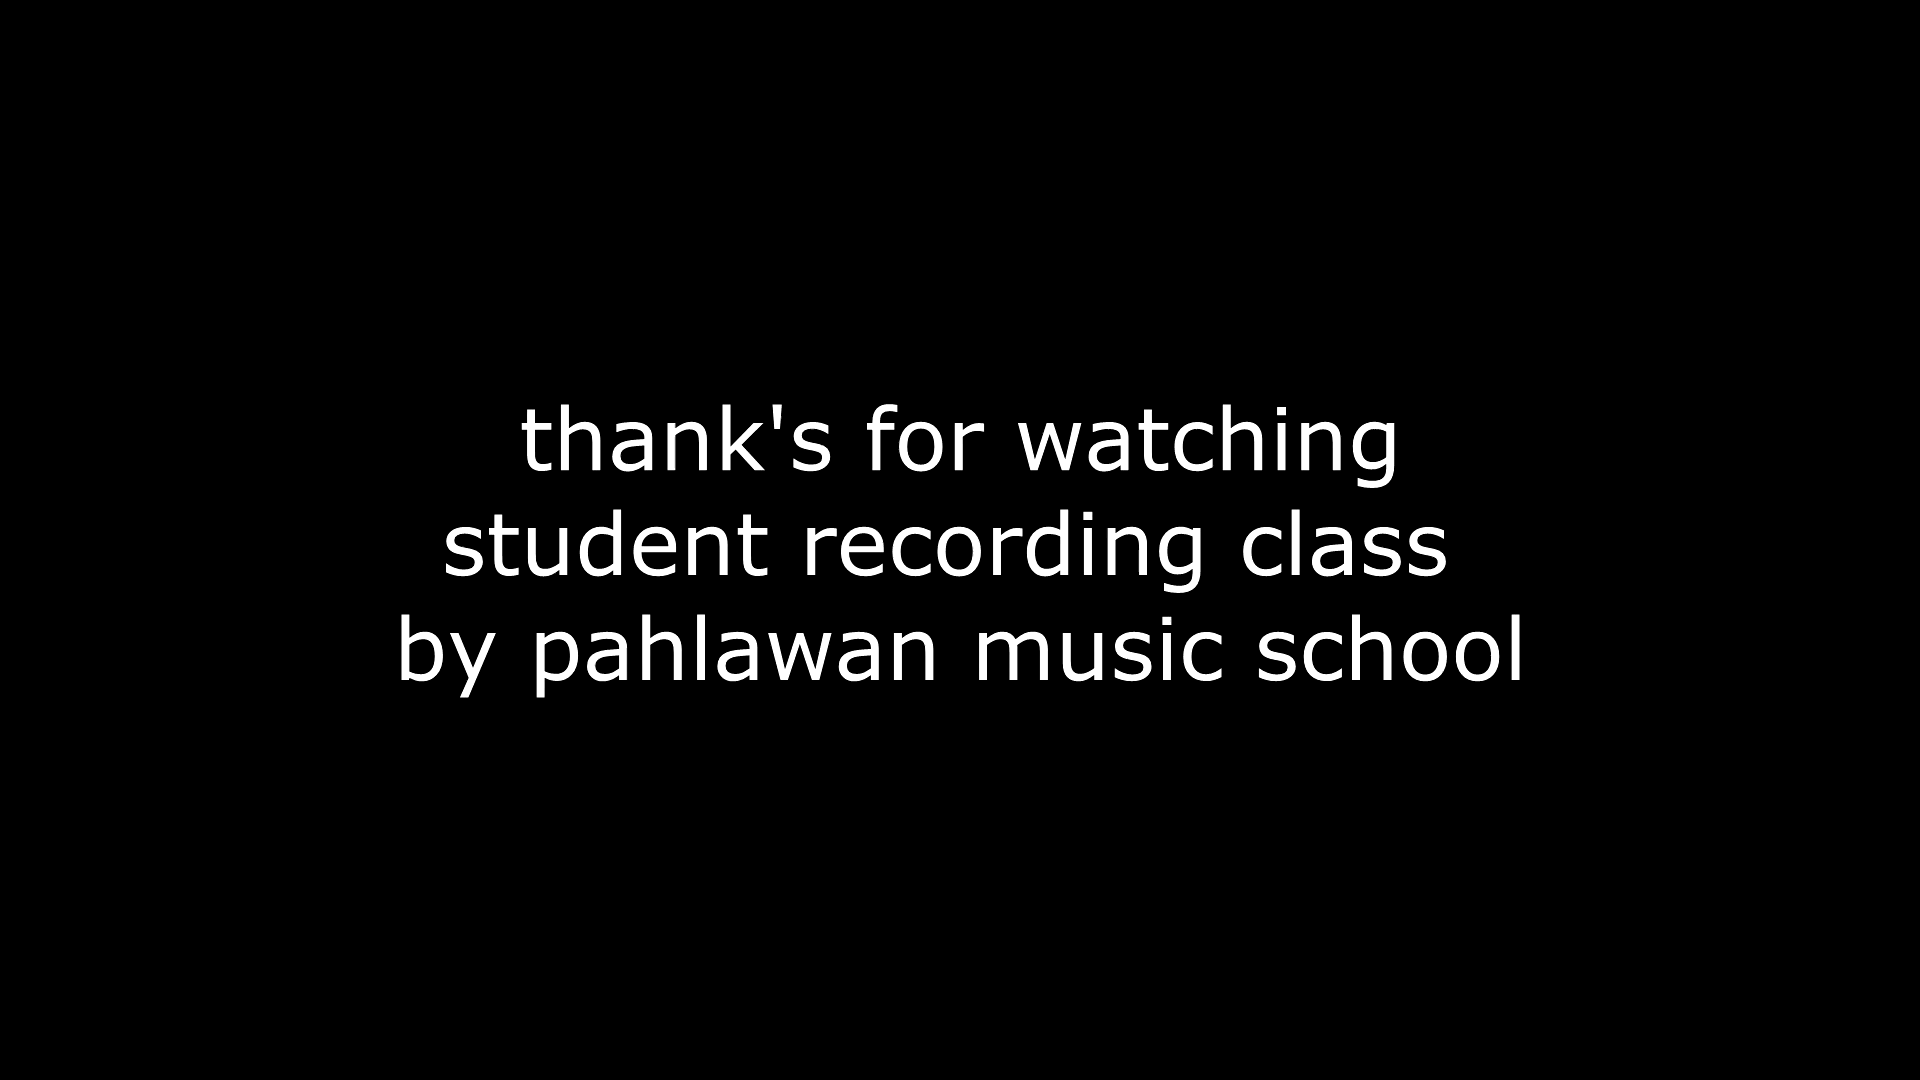 thank's for watching
student recording class
by pahlawan music school